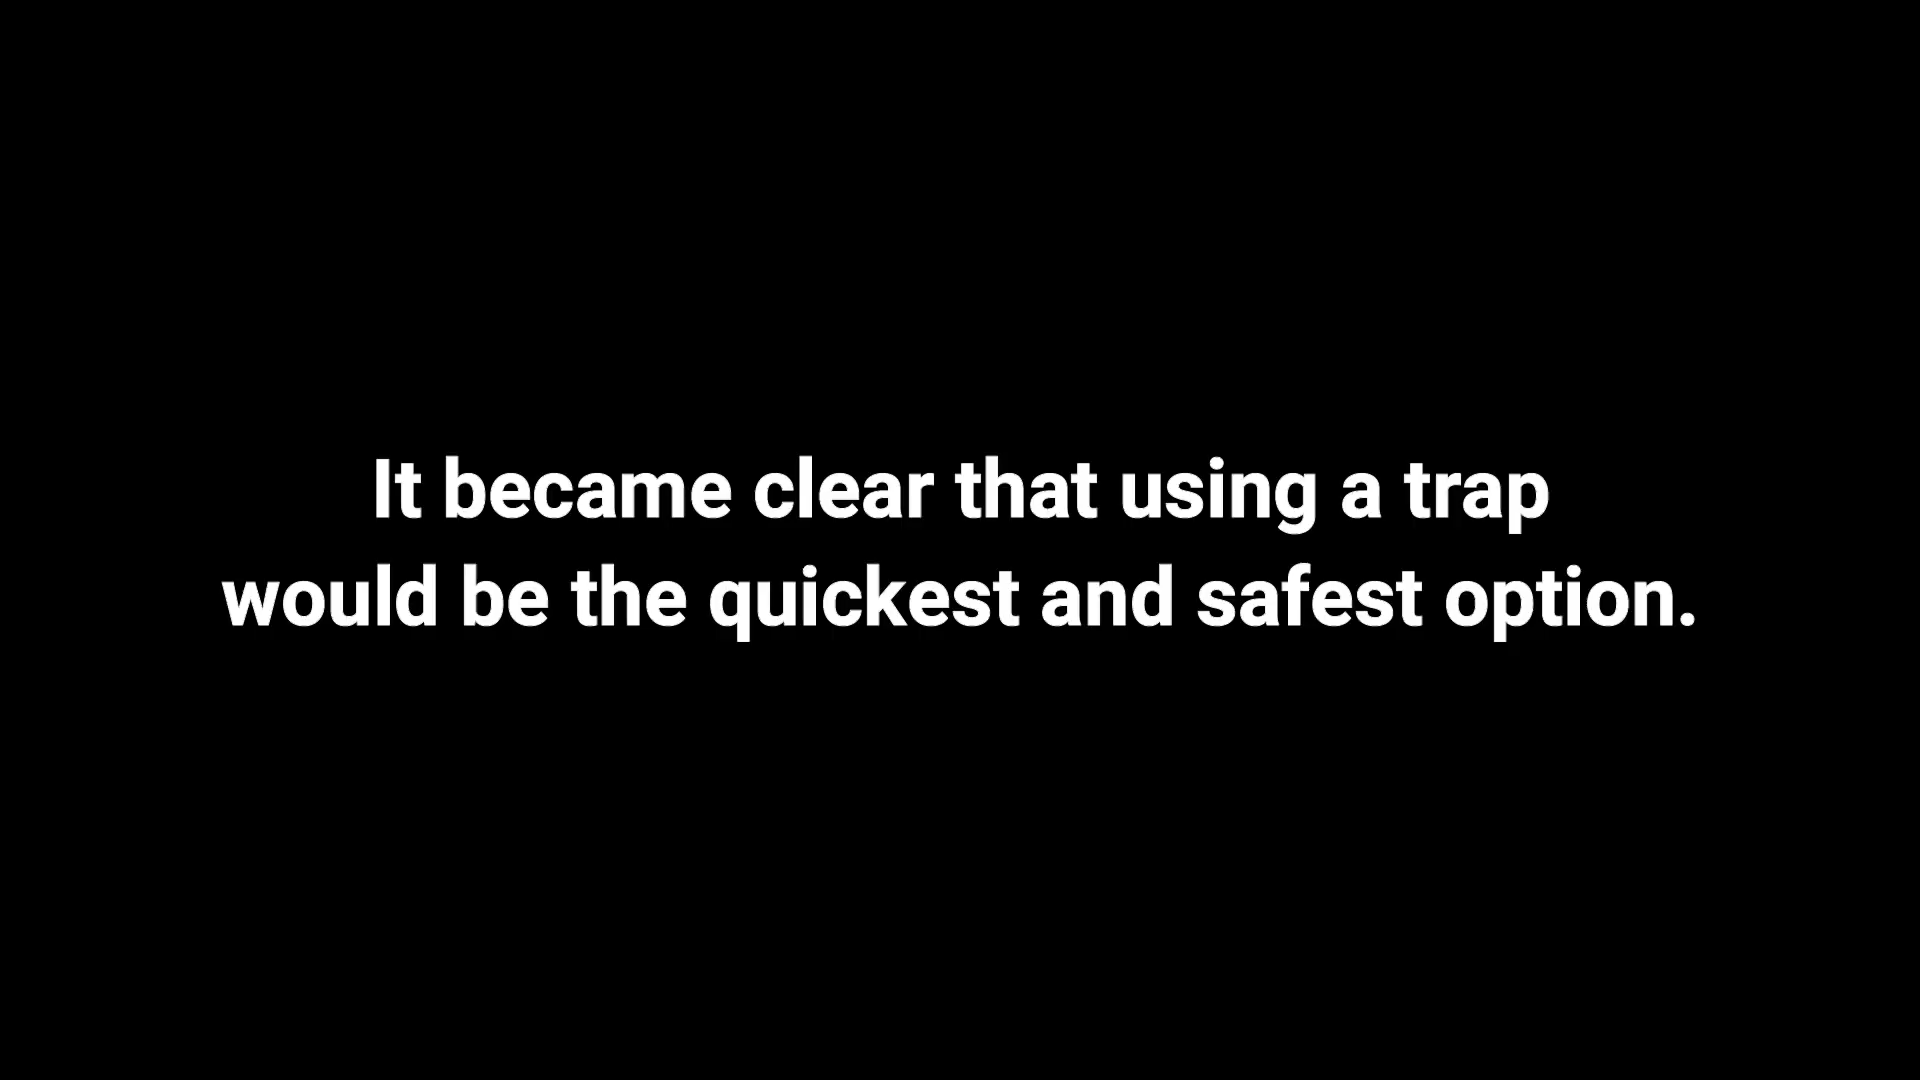 It became clear that using a trap
would be the quickest and safest option.